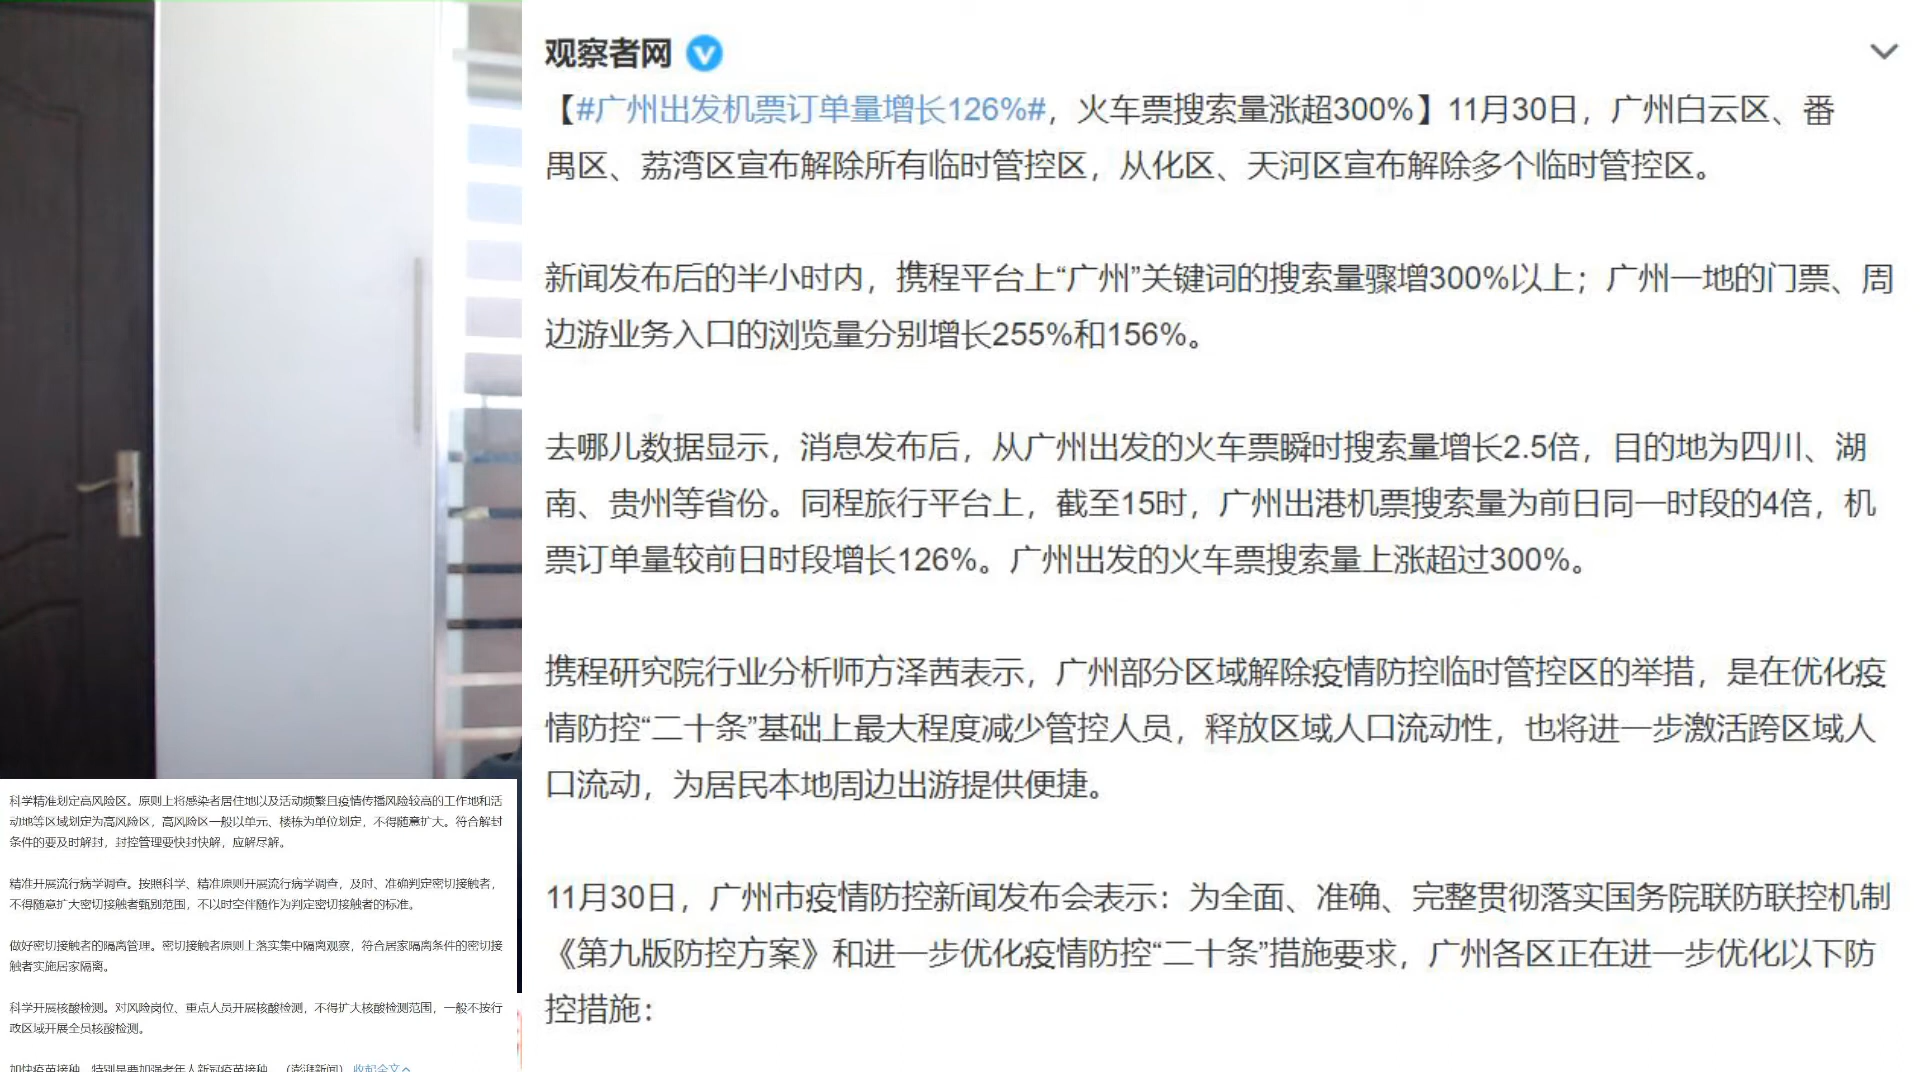 观察者网
【#广州出发机票订单量增长126%#，火车票搜索量涨超300%】11月30日，广州白云区、番
禺区、荔湾区宣布解除所有临时管控区，从化区、天河区宣布解除多个临时管控区。
新闻发布后的半小时内，携程平台上“广州”关键词的搜索量骤增300%以上；广州一地的门票、周
边游业务入口的浏览量分别增长255%和156%。
去哪儿数据显示，消息发布后，从广州出发的火车票瞬时搜索量增长2.5倍，目的地为四川、湖
南、贵州等省份。同程旅行平台上，截至15时，广州出港机票搜索量为前日同一时段的4倍，机
票订单量较前日时段增长126%。广州出发的火车票搜索量上涨超过300%。
携程研究院行业分析师方泽茜表示，广州部分区域解除疫情防控临时管控区的举措，是在优化疫
情防控“二十条”基础上最大程度减少管控人员，释放区域人口流动性，也将进一步激活跨区域人
口流动，为居民本地周边出游提供便捷。
11月30日，广州市疫情防控新闻发布会表示：为全面、准确、完整贯彻落实国务院联防联控机制
《第九版防控方案》和进一步优化疫情防控“二十条”措施要求，广州各区正在进一步优化以下防
控措施：
科学精准划定高风险区。原则上将感染者居住地以及活动频繁且疫情传播风险较高的工作地和活
动地等区域划定为高风险区，高风险区一般以单元、楼栋为单位划定，不得随意扩大。符合解封
条件的要及时解封，封控管理要快封快解，应解尽解。
精准开展流行病学调查。按照科学、精准原则开展流行病学调查，及时、准确判定密切接触者，
不得随意扩大密切接触者甄别范围，不以时空伴随作为判定密切接触者的标准。
做好密切接触者的隔离管理。密切接触者原则上落实集中隔离观察，符合居家隔离条件的密切接
触者实施居家隔离。
科学开展核酸检测。对风险岗位、重点人员开展核酸检测，不得扩大核酸检测范围，一般不按行
政区域开展全员核酸检测。
加快疫苗接种，特别是要加强老年人新冠疫苗接种。（澎湃新闻） 收起全文